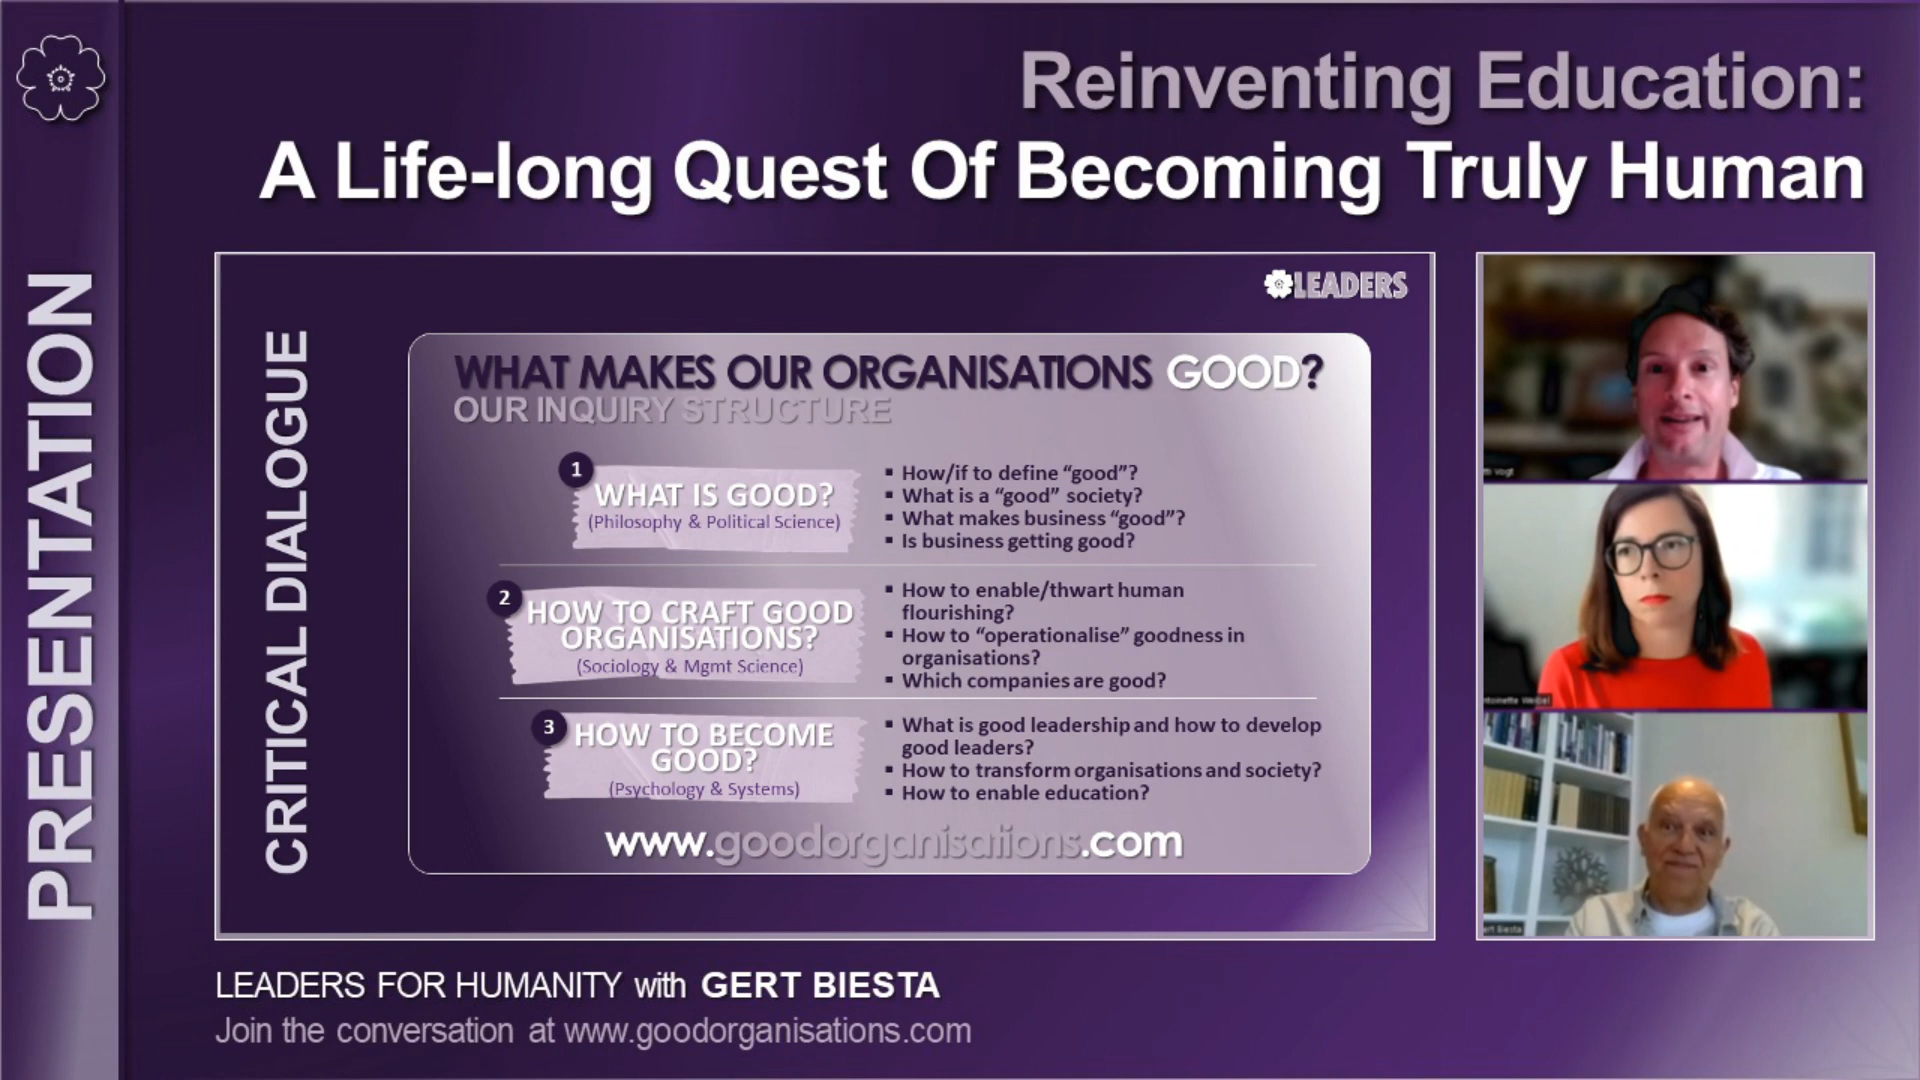 Reinventing Education:
A Life-long Quest Of Becoming Truly Human
PRESENTATION
CRITICAL DIALOGUE
LEADERS
WHAT MAKES OUR ORGANISATIONS GOOD?
OUR INQUIRY STRUCTURE
1
WHAT IS GOOD?
(Philosophy & Political Science)
▪ How/if to define “good”?
▪ What is a “good” society?
▪ What makes business “good”?
▪ Is business getting good?
2
HOW TO CRAFT GOOD
ORGANISATIONS?
(Sociology & Mgmt Science)
▪ How to enable/thwart human
flourishing?
▪ How to “operationalise” goodness in
organisations?
▪ Which companies are good?
3
HOW TO BECOME
GOOD?
(Psychology & Systems)
▪ What is good leadership and how to develop
good leaders?
▪ How to transform organisations and society?
▪ How to enable education?
www.goodorganisations.com
Vogt
Biesta
LEADERS FOR HUMANITY with GERT BIESTA
Join the conversation at www.goodorganisations.com